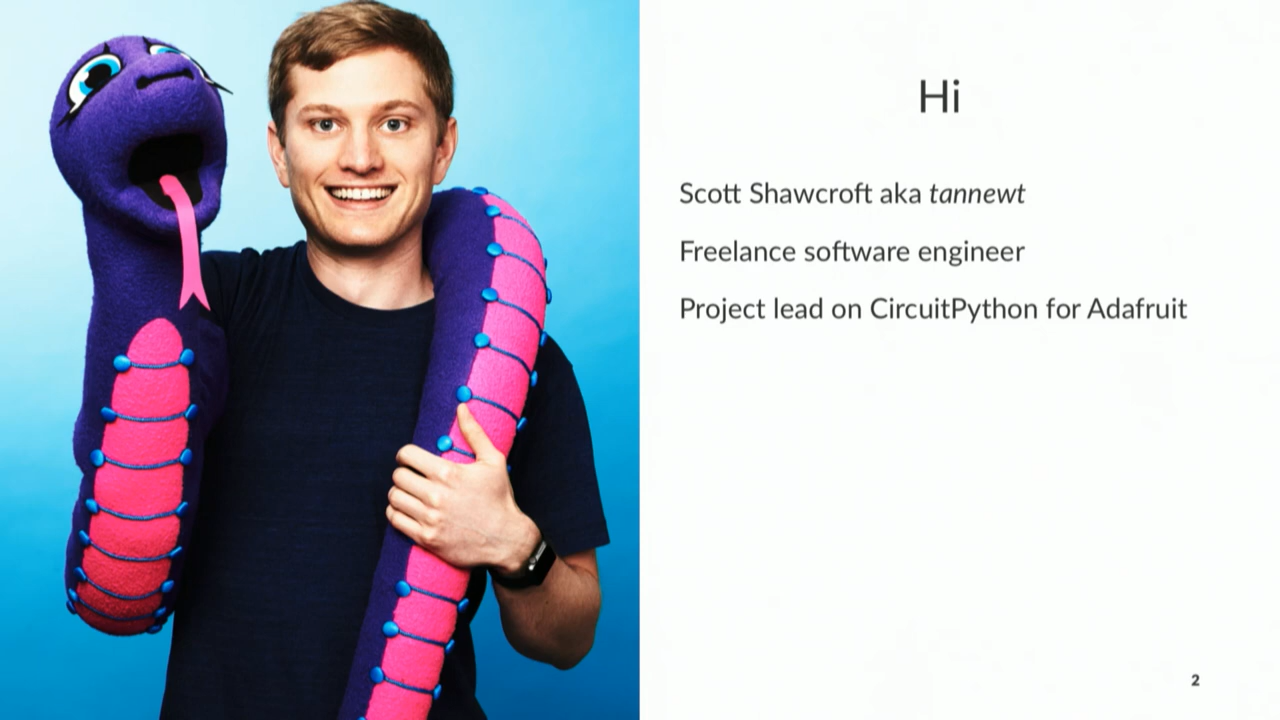 Hi
Scott Shawcroft aka tannewt
Freelance software engineer
Project lead on CircuitPython for Adafruit
2